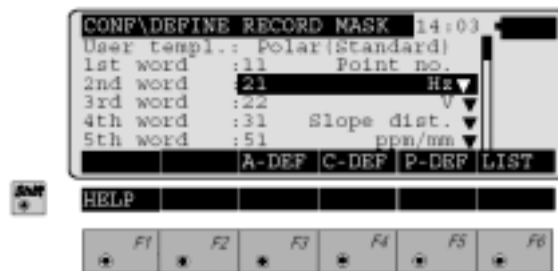 CONF\DEFINE RECORD MASK 14:03
User templ.: Polar(Standard)
1st word :11 Point no.
2nd word :21 Hz
3rd word :22 V
4th word :31 Slope dist.
5th word :51 ppm/mm
A-DEF C-DEF P-DEF LIST
Shift HELP
F1 F2 F3 F4 F5 F6